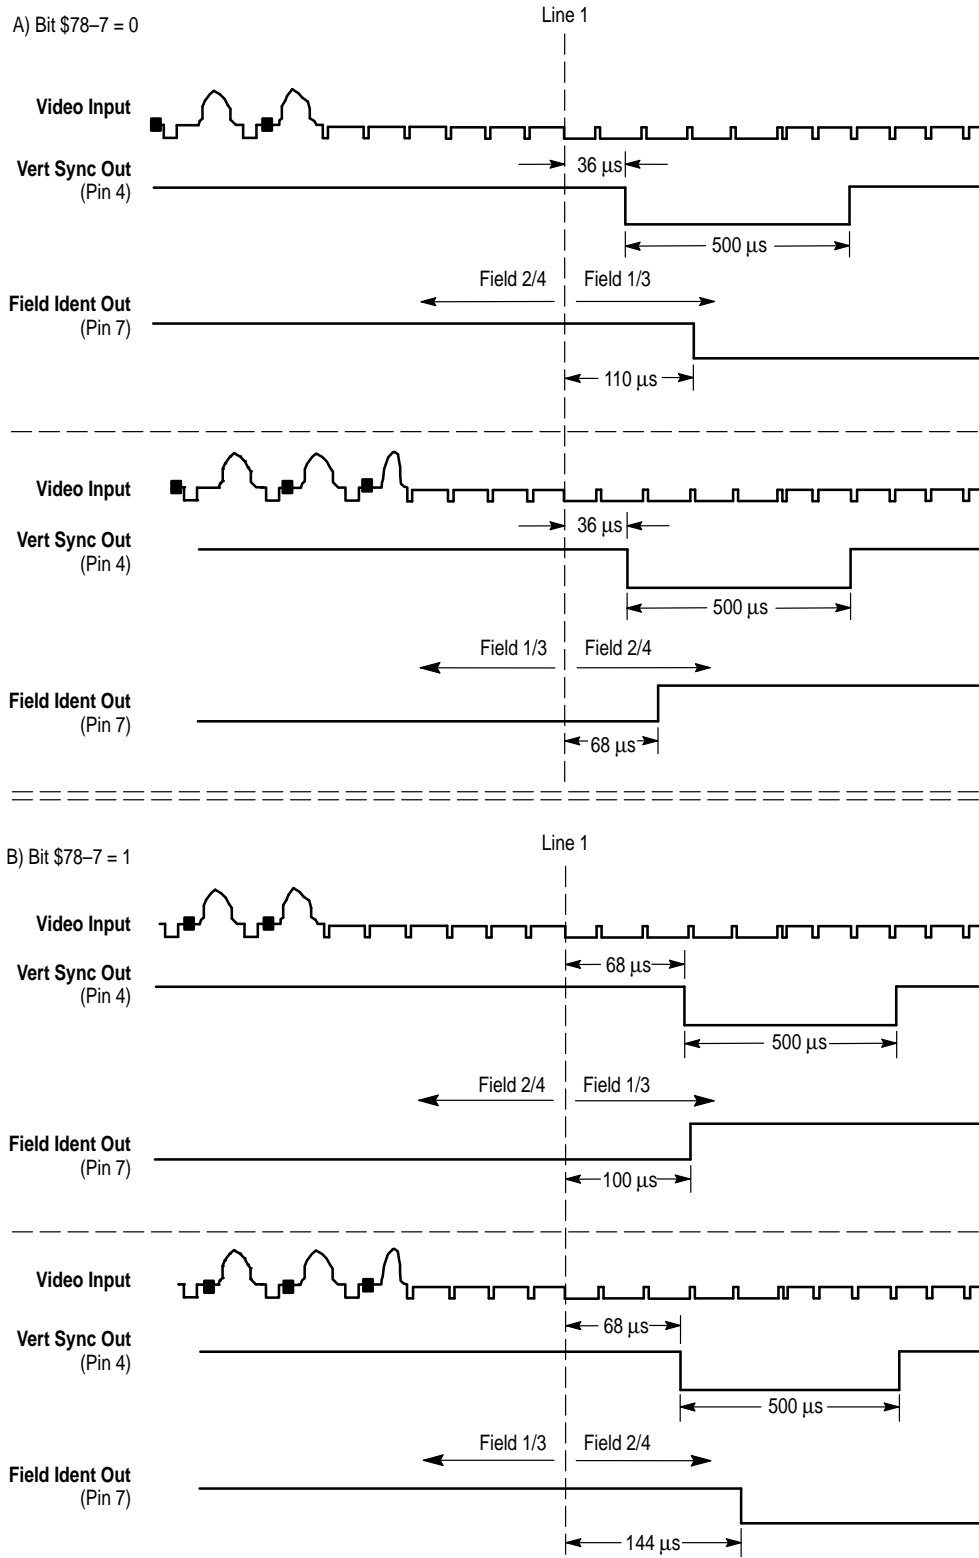 A) Bit $78–7 = 0
Line 1
Video Input
Vert Sync Out
(Pin 4)
36 µs
500 µs
Field 2/4
Field 1/3
Field Ident Out
(Pin 7)
110 µs
Video Input
Vert Sync Out
(Pin 4)
36 µs
500 µs
Field 1/3
Field 2/4
Field Ident Out
(Pin 7)
68 µs
B) Bit $78–7 = 1
Line 1
Video Input
Vert Sync Out
(Pin 4)
68 µs
500 µs
Field 2/4
Field 1/3
Field Ident Out
(Pin 7)
100 µs
Video Input
Vert Sync Out
(Pin 4)
68 µs
500 µs
Field 1/3
Field 2/4
Field Ident Out
(Pin 7)
144 µs